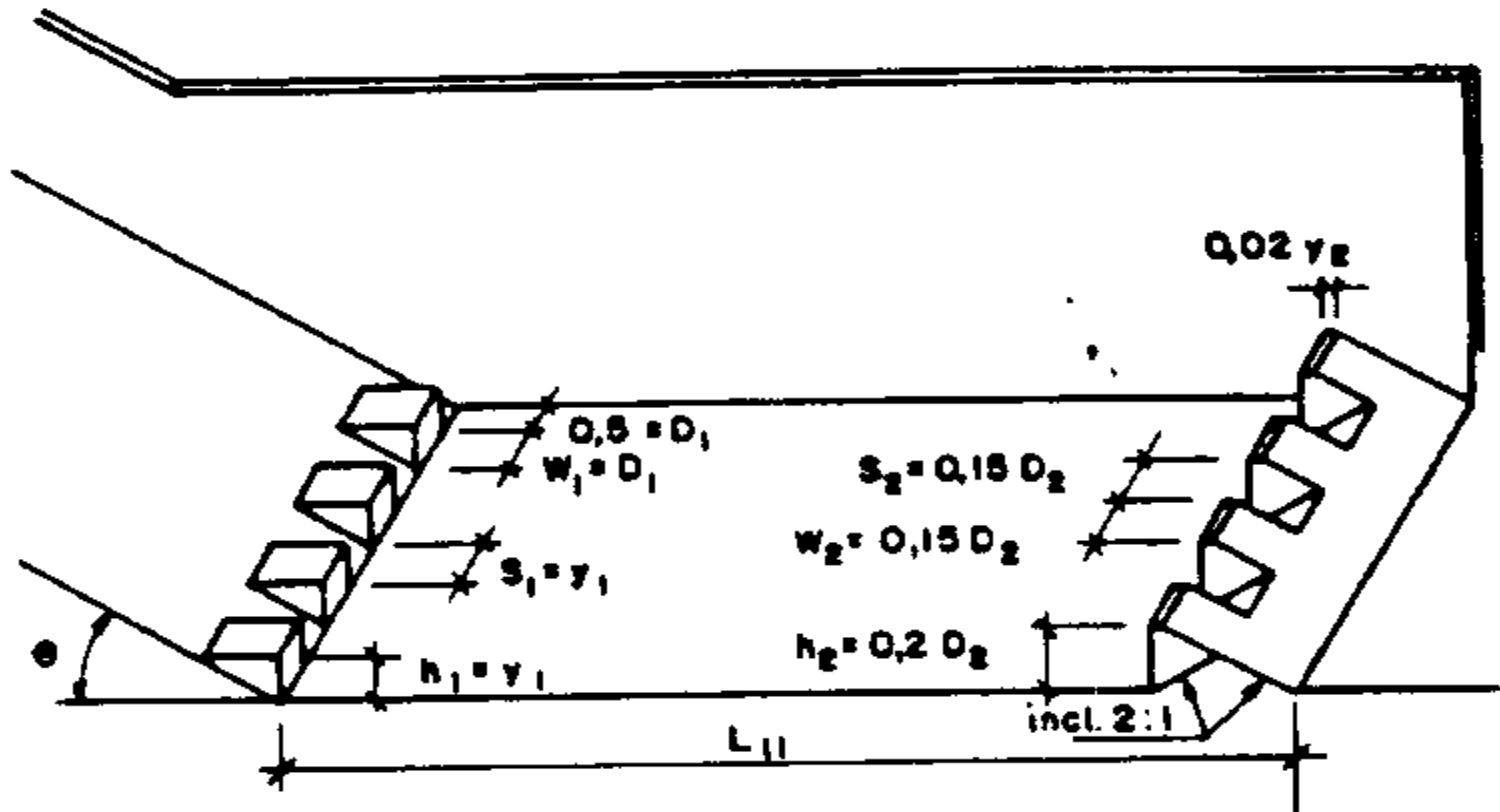 0,02 y₂
0,5 = D₁
W₁ = D₁
S₂ = 0,15 D₂
W₂ = 0,15 D₂
S₁ = y₁
θ
h₁ = y₁
h₂ = 0,2 D₂
incl. 2:1
L₁₁